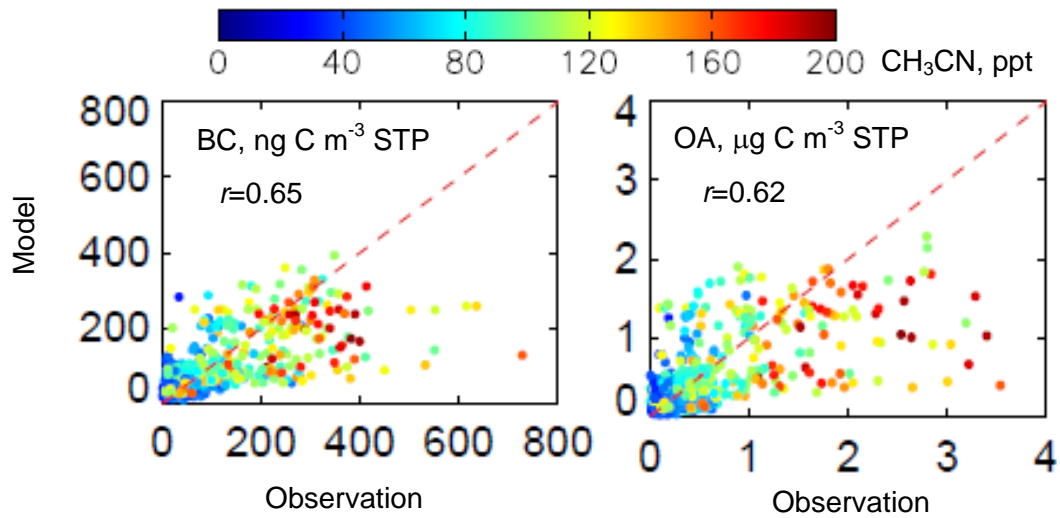 0 40 80 120 160 200 CH₃CN, ppt
BC, ng C m⁻³ STP
r=0.65
800
600
400
200
0
0 200 400 600 800
Model
Observation
OA, μg C m⁻³ STP
r=0.62
4
3
2
1
0
0 1 2 3 4
Observation